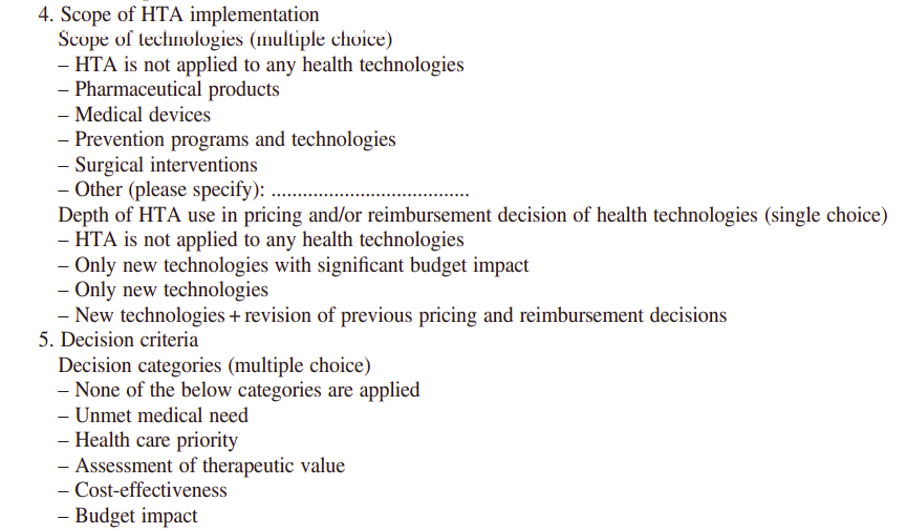 4. Scope of HTA implementation
Scope of technologies (multiple choice)
– HTA is not applied to any health technologies
– Pharmaceutical products
– Medical devices
– Prevention programs and technologies
– Surgical interventions
– Other (please specify): ......................................
Depth of HTA use in pricing and/or reimbursement decision of health technologies (single choice)
– HTA is not applied to any health technologies
– Only new technologies with significant budget impact
– Only new technologies
– New technologies + revision of previous pricing and reimbursement decisions
5. Decision criteria
Decision categories (multiple choice)
– None of the below categories are applied
– Unmet medical need
– Health care priority
– Assessment of therapeutic value
– Cost-effectiveness
– Budget impact